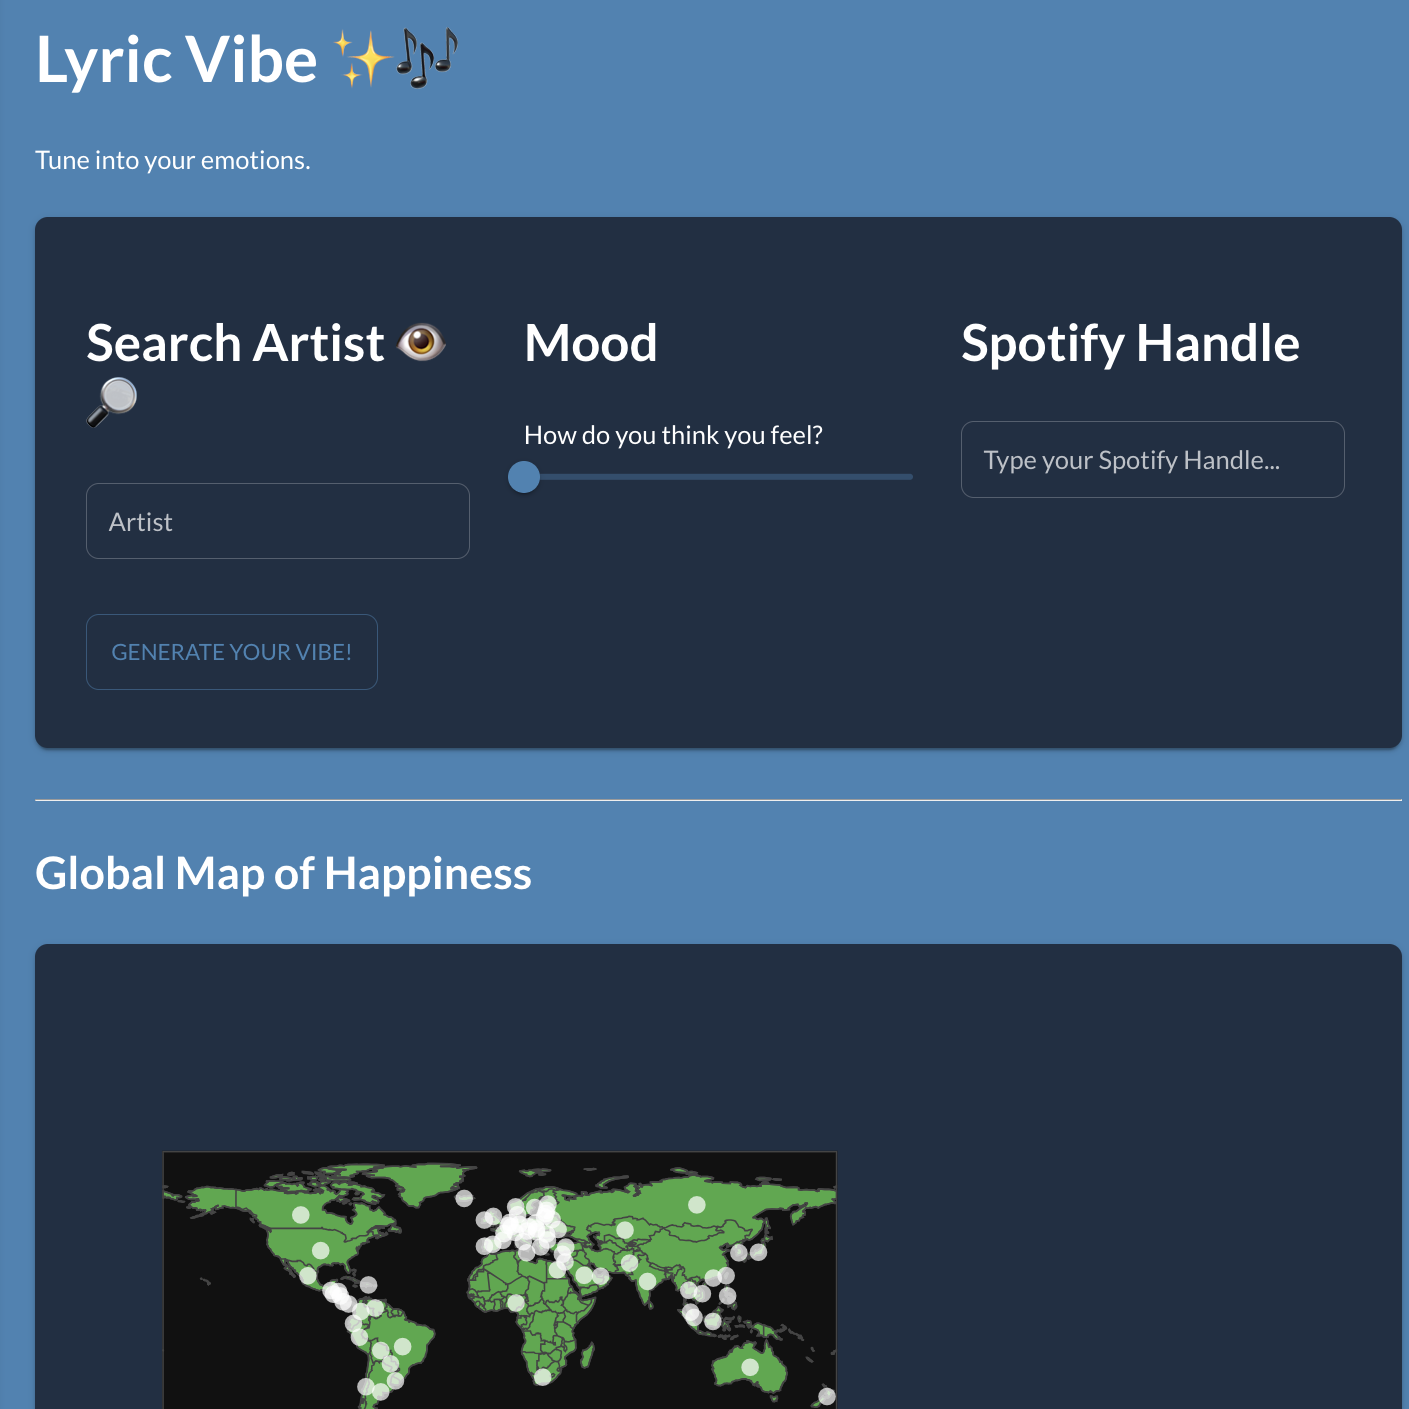 Lyric Vibe ✨🎶
Tune into your emotions.
Search Artist 👁️
🔎
Artist
GENERATE YOUR VIBE!
Mood
How do you think you feel?
Spotify Handle
Type your Spotify Handle...
Global Map of Happiness